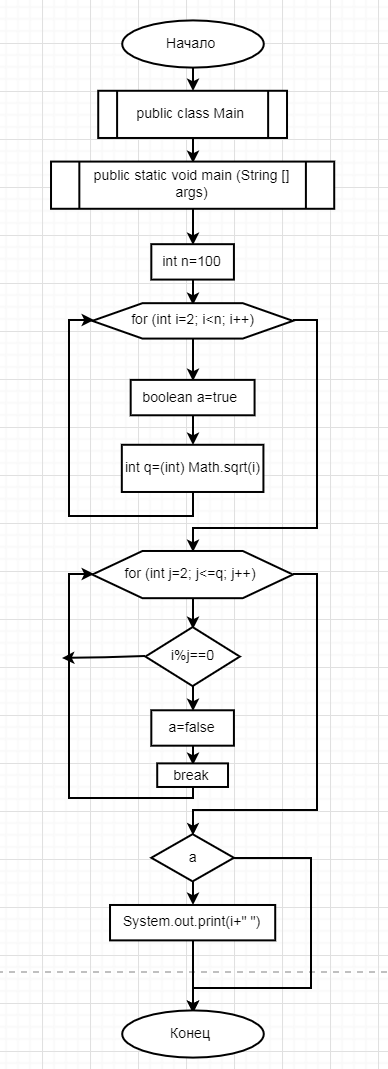 Начало
public class Main
public static void main (String []
args)
int n=100
for (int i=2; i<n; i++)
boolean a=true
int q=(int) Math.sqrt(i)
for (int j=2; j<=q; j++)
i%j==0
a=false
break
a
System.out.print(i+" ")
Конец